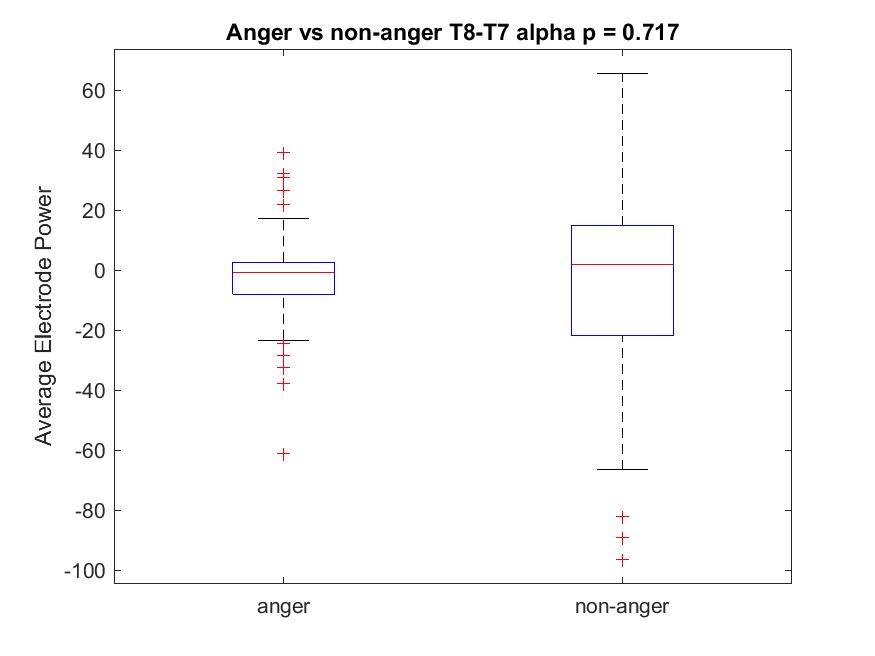 Anger vs non-anger T8-T7 alpha p = 0.717
Average Electrode Power
60
40
20
0
-20
-40
-60
-80
-100
anger
non-anger